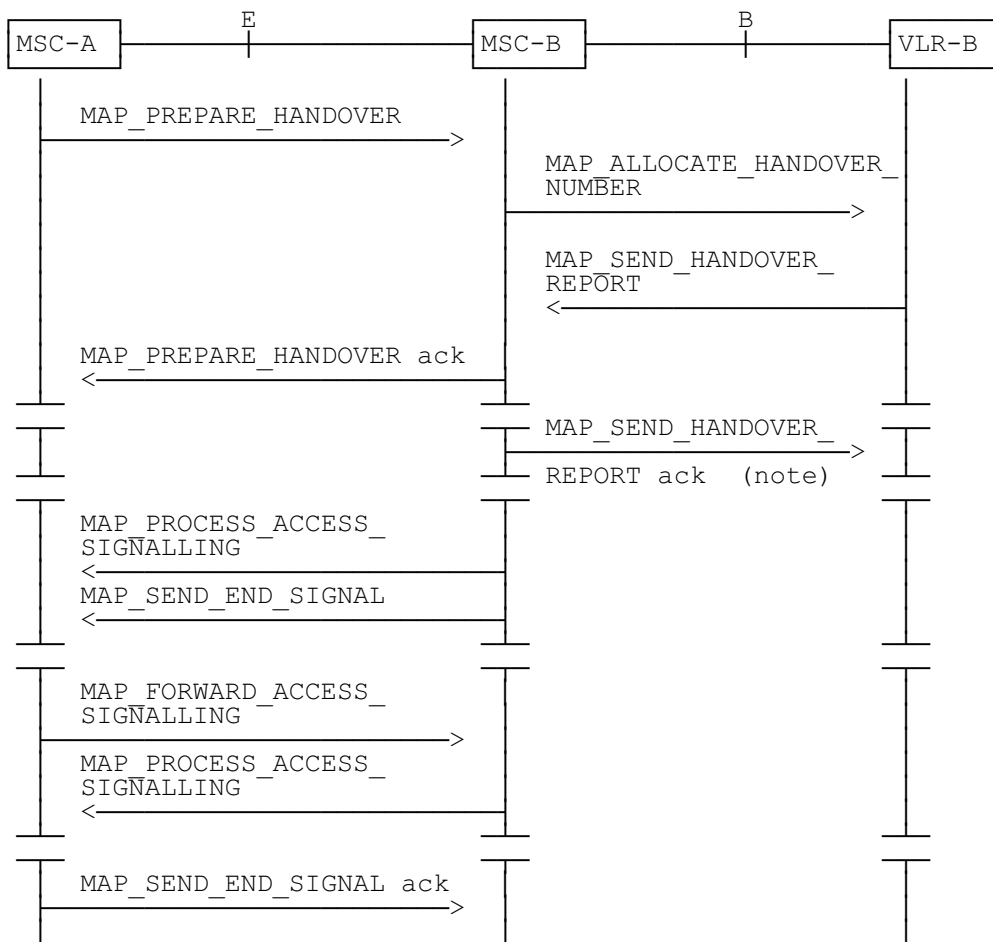 E B
MSC-A MSC-B VLR-B
MAP_PREPARE_HANDOVER
MAP_ALLOCATE_HANDOVER_
NUMBER
MAP_SEND_HANDOVER_
REPORT
MAP_PREPARE_HANDOVER ack
MAP_SEND_HANDOVER_
REPORT ack (note)
MAP_PROCESS_ACCESS_
SIGNALLING
MAP_SEND_END_SIGNAL
MAP_FORWARD_ACCESS_
SIGNALLING
MAP_PROCESS_ACCESS_
SIGNALLING
MAP_SEND_END_SIGNAL ack